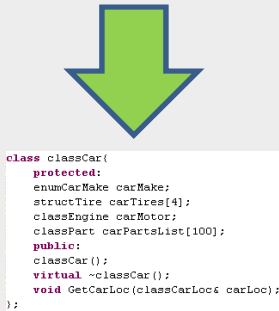 class classCar{
protected:
enumCarMake carMake;
structTire carTires[4];
classEngine carMotor;
classPart carPartsList[100];
public:
classCar();
virtual ~classCar();
void GetCarLoc(classCarLoc& carLoc);
};